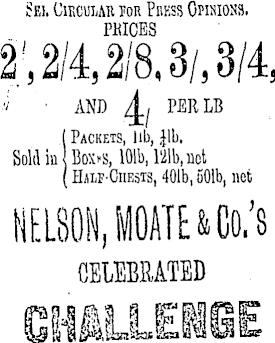 SEE CIRCULAR FOR PRESS OPINIONS.
PRICES
2/, 2/4, 2/8, 3/, 3/4,
AND 4/ PER LB
Sold in { PACKETS, 1lb, ½lb.
BOXES, 10lb, 12lb, net
HALF-CHESTS, 40lb, 50lb, net
NELSON, MOATE & CO.'S
CELEBRATED
CHALLENGE